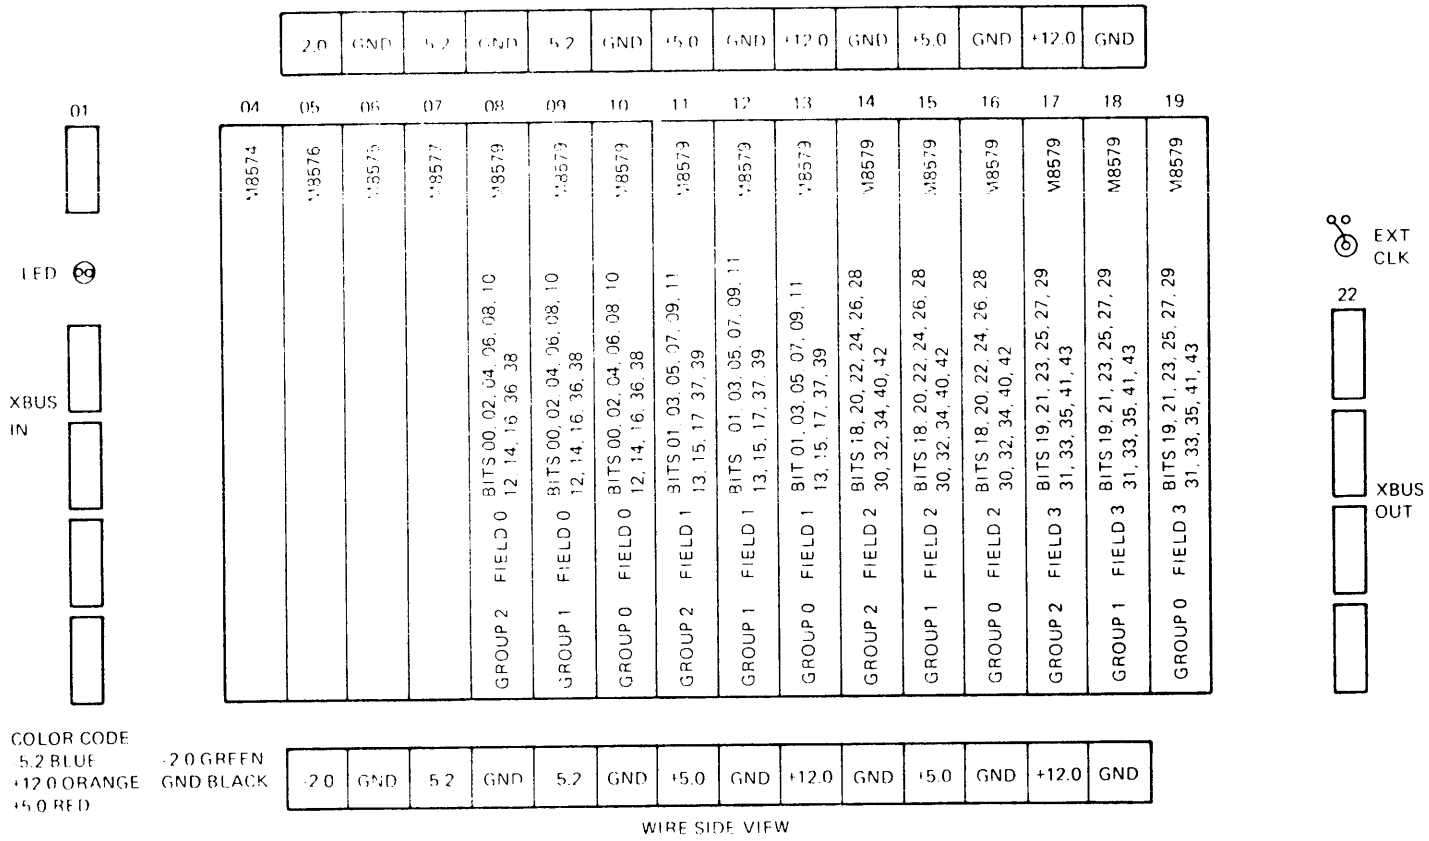 2.0 GND 5.2 GND 5.2 GND +5.0 GND +12.0 GND +5.0 GND +12.0 GND
01 04 05 06 07 08 09 10 11 12 13 14 15 16 17 18 19
M8574
M8576
M8575
M8577
M8579
BITS 00, 02, 04, 06, 08, 10
12, 14, 16, 36, 38
GROUP 2 FIELD 0
M8579
BITS 00, 02, 04, 06, 08, 10
12, 14, 16, 36, 38
GROUP 1 FIELD 0
M8579
BITS 00, 02, 04, 06, 08, 10
12, 14, 16, 36, 38
GROUP 0 FIELD 0
M8579
BITS 01, 03, 05, 07, 09, 11
13, 15, 17, 37, 39
GROUP 2 FIELD 1
M8579
BITS 01, 03, 05, 07, 09, 11
13, 15, 17, 37, 39
GROUP 1 FIELD 1
M8579
BIT 01, 03, 05, 07, 09, 11
13, 15, 17, 37, 39
GROUP 0 FIELD 1
M8579
BITS 18, 20, 22, 24, 26, 28
30, 32, 34, 40, 42
GROUP 2 FIELD 2
M8579
BITS 18, 20, 22, 24, 26, 28
30, 32, 34, 40, 42
GROUP 1 FIELD 2
M8579
BITS 18, 20, 22, 24, 26, 28
30, 32, 34, 40, 42
GROUP 0 FIELD 2
M8579
BITS 19, 21, 23, 25, 27, 29
31, 33, 35, 41, 43
GROUP 2 FIELD 3
M8579
BITS 19, 21, 23, 25, 27, 29
31, 33, 35, 41, 43
GROUP 1 FIELD 3
M8579
BITS 19, 21, 23, 25, 27, 29
31, 33, 35, 41, 43
GROUP 0 FIELD 3
LED
XBUS
IN
EXT
CLK
22
XBUS
OUT
COLOR CODE
-5.2 BLUE -2.0 GREEN
+12.0 ORANGE GND BLACK
+5.0 RED
-2.0 GND 5.2 GND 5.2 GND +5.0 GND +12.0 GND +5.0 GND +12.0 GND
WIRE SIDE VIEW